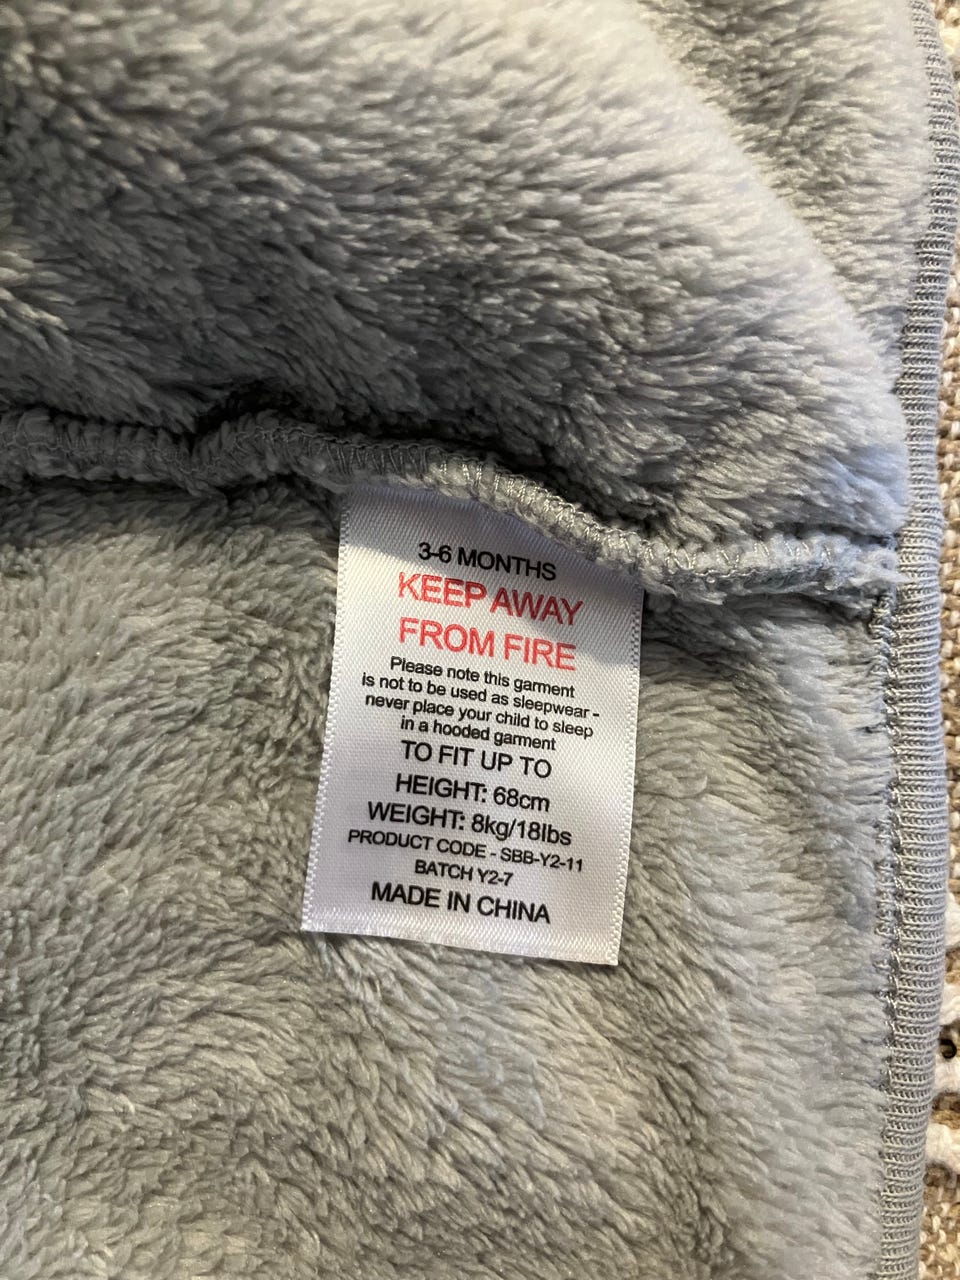 3-6 MONTHS
KEEP AWAY
FROM FIRE
Please note this garment
is not to be used as sleepwear -
never place your child to sleep
in a hooded garment
TO FIT UP TO
HEIGHT: 68cm
WEIGHT: 8kg/18lbs
PRODUCT CODE - SBB-Y2-11
BATCH Y2-7
MADE IN CHINA